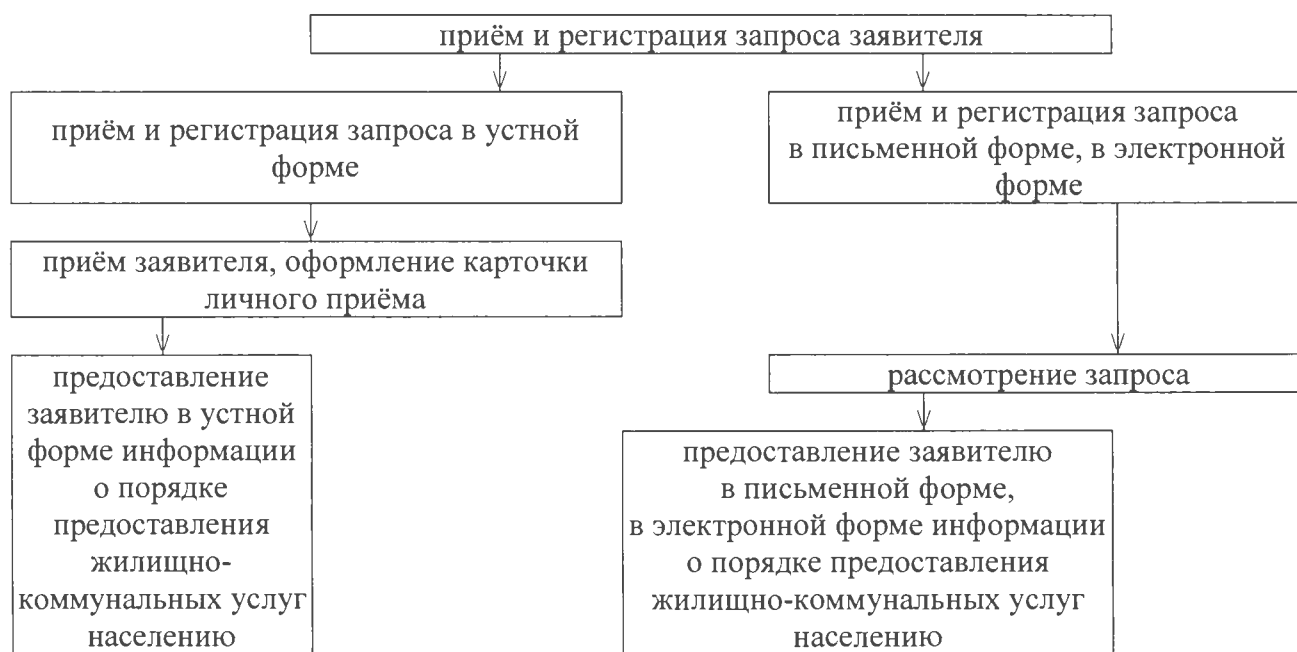 приём и регистрация запроса заявителя
приём и регистрация запроса в устной
форме
приём и регистрация запроса
в письменной форме, в электронной
форме
приём заявителя, оформление карточки
личного приёма
предоставление
заявителю в устной
форме информации
о порядке
предоставления
жилищно-
коммунальных услуг
населению
рассмотрение запроса
предоставление заявителю
в письменной форме,
в электронной форме информации
о порядке предоставления
жилищно-коммунальных услуг
населению